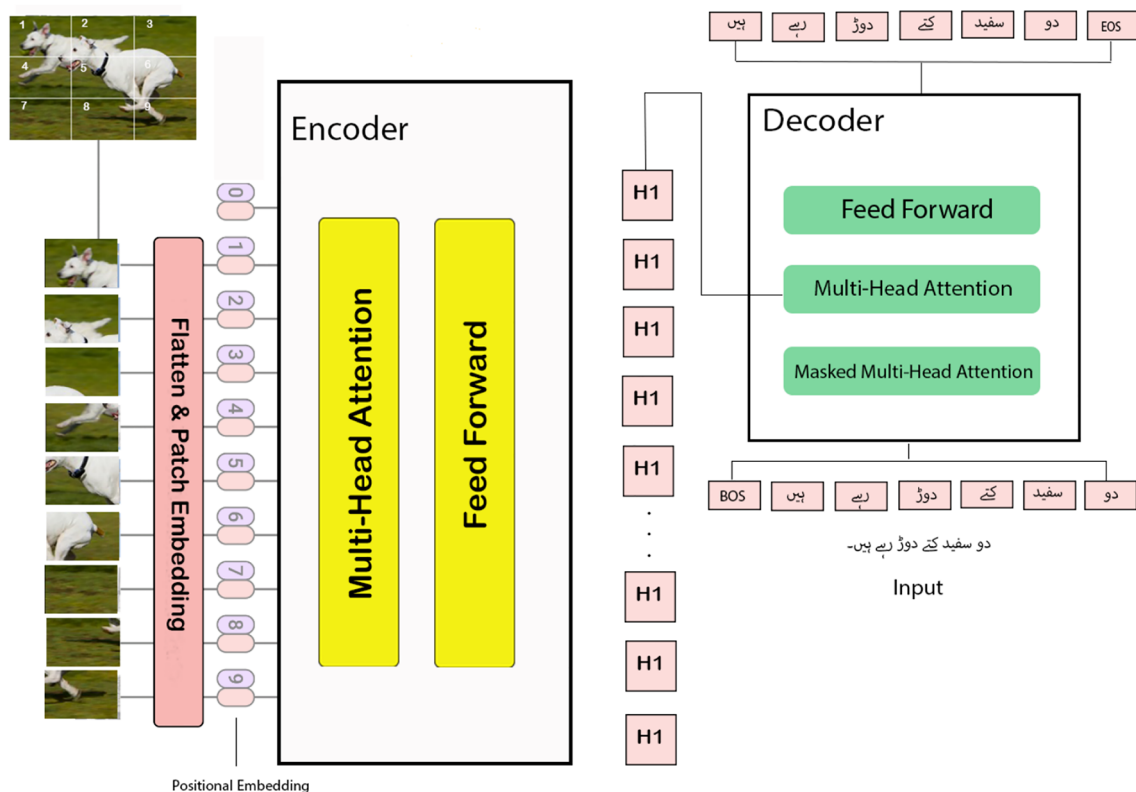 1 2 3
4 5 6
7 8 9
Encoder
Multi-Head Attention
Feed Forward
Flatten & Patch Embedding
0
1
2
3
4
5
6
7
8
9
Positional Embedding
H1
H1
H1
H1
H1
H1
H1
H1
ہیں رہے دوڑ کتے سفید دو EOS
Decoder
Feed Forward
Multi-Head Attention
Masked Multi-Head Attention
BOS ہیں رہے دوڑ کتے سفید دو
دو سفید کتے دوڑ رہے ہیں۔
Input